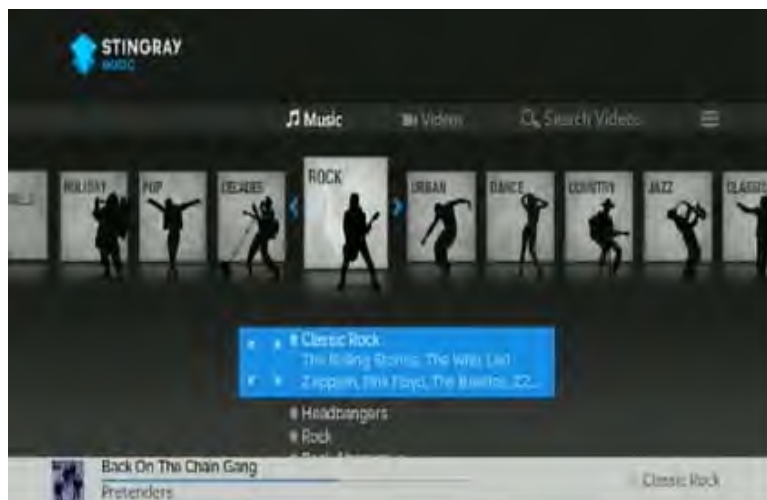 STINGRAY
MUSIC
Music
Videos
Search Videos
HOLIDAY
POP
DECADES
ROCK
URBAN
DANCE
COUNTRY
JAZZ
CLASSIC
Classic Rock
The Rolling Stones, The Who, Led
Zeppelin, Pink Floyd, The Beatles, ZZ...
Headbangers
Rock
Back On The Chain Gang
Pretenders
Classic Rock